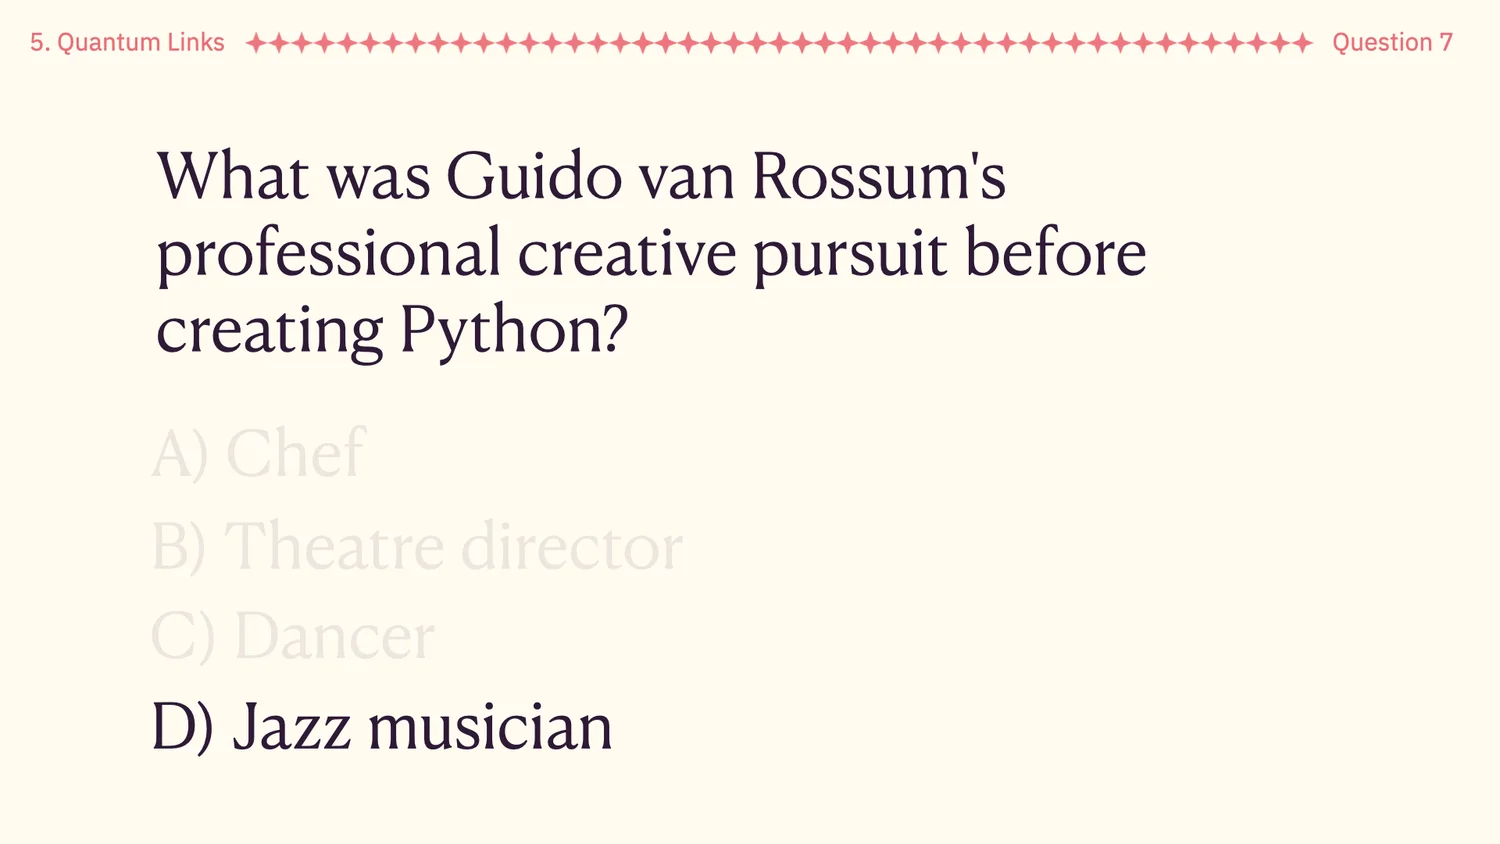 5. Quantum Links
Question 7
What was Guido van Rossum's
professional creative pursuit before
creating Python?
A) Chef
B) Theatre director
C) Dancer
D) Jazz musician